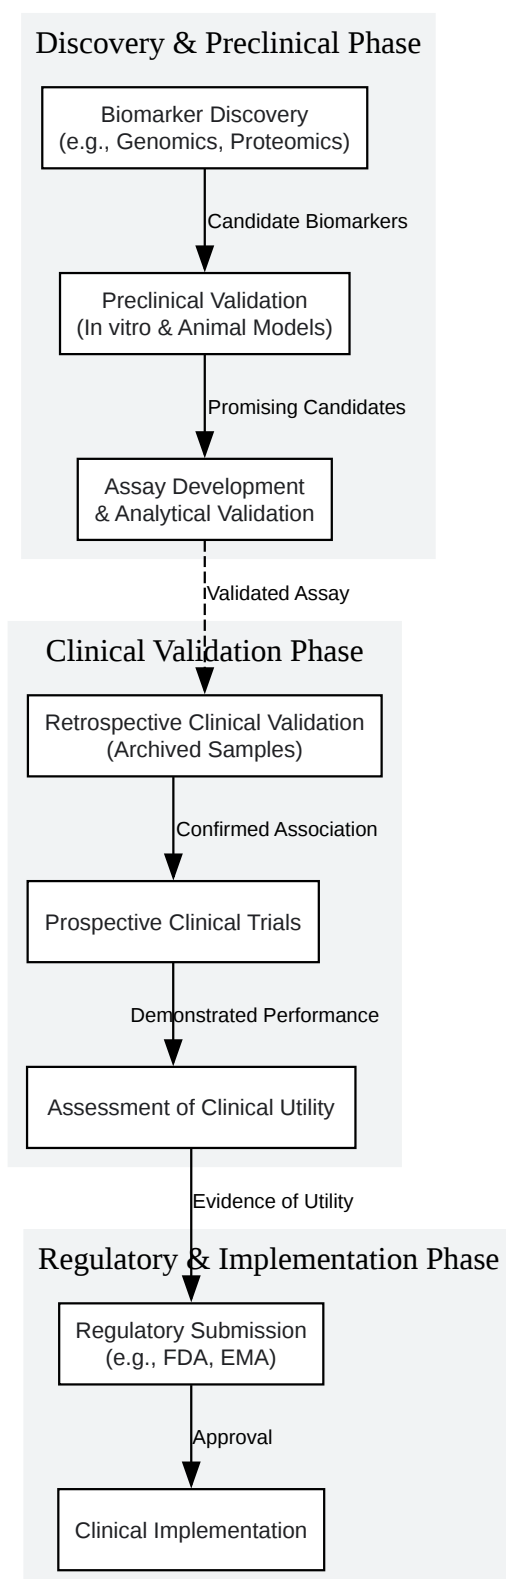 Discovery & Preclinical Phase
Biomarker Discovery
(e.g., Genomics, Proteomics)
Candidate Biomarkers
Preclinical Validation
(In vitro & Animal Models)
Promising Candidates
Assay Development
& Analytical Validation
Validated Assay
Clinical Validation Phase
Retrospective Clinical Validation
(Archived Samples)
Confirmed Association
Prospective Clinical Trials
Demonstrated Performance
Assessment of Clinical Utility
Evidence of Utility
Regulatory & Implementation Phase
Regulatory Submission
(e.g., FDA, EMA)
Approval
Clinical Implementation